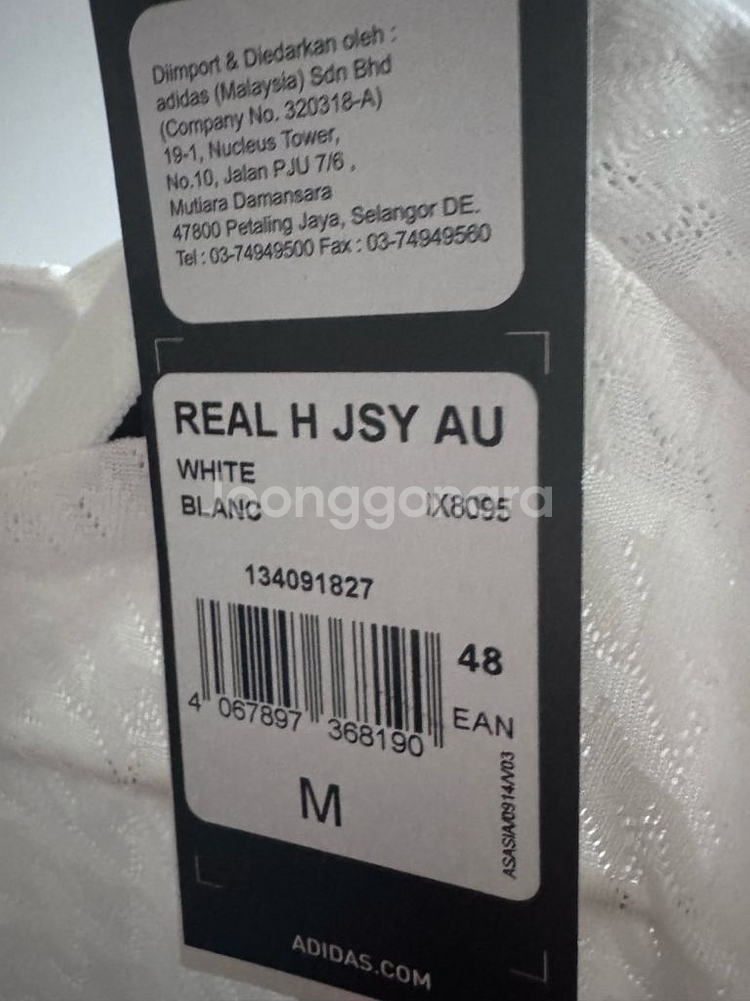 Diimport & Diedarkan oleh :
adidas (Malaysia) Sdn Bhd
(Company No. 320318-A)
19-1, Nucleus Tower,
No.10, Jalan PJU 7/6 ,
Mutiara Damansara
47800 Petaling Jaya, Selangor DE.
Tel : 03-74949500 Fax : 03-74949560
REAL H JSY AU
WHITE
BLANC IX8095
joonggonara
134091827
48
4 067897 368190
EAN
M
ASASIA/0914/V03
ADIDAS.COM